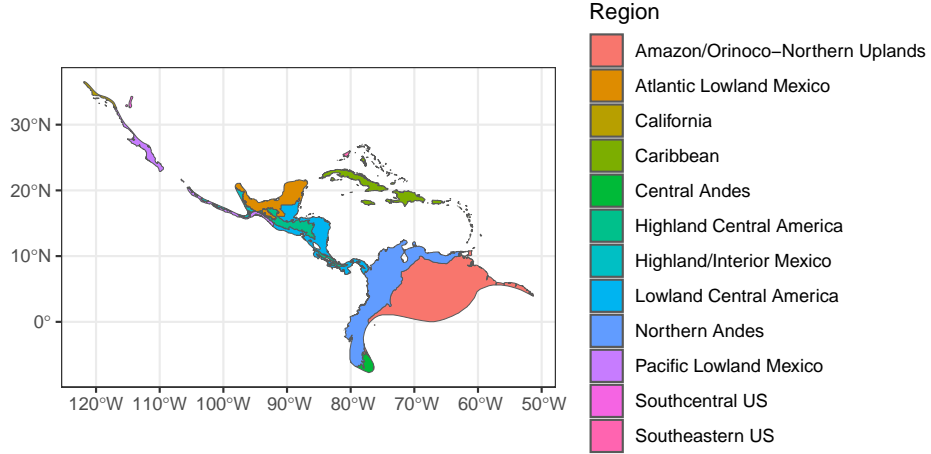 Region
Amazon/Orinoco−Northern Uplands
Atlantic Lowland Mexico
California
Caribbean
Central Andes
Highland Central America
Highland/Interior Mexico
Lowland Central America
Northern Andes
Pacific Lowland Mexico
Southcentral US
Southeastern US
30°N
20°N
10°N
0°
120°W 110°W 100°W 90°W 80°W 70°W 60°W 50°W